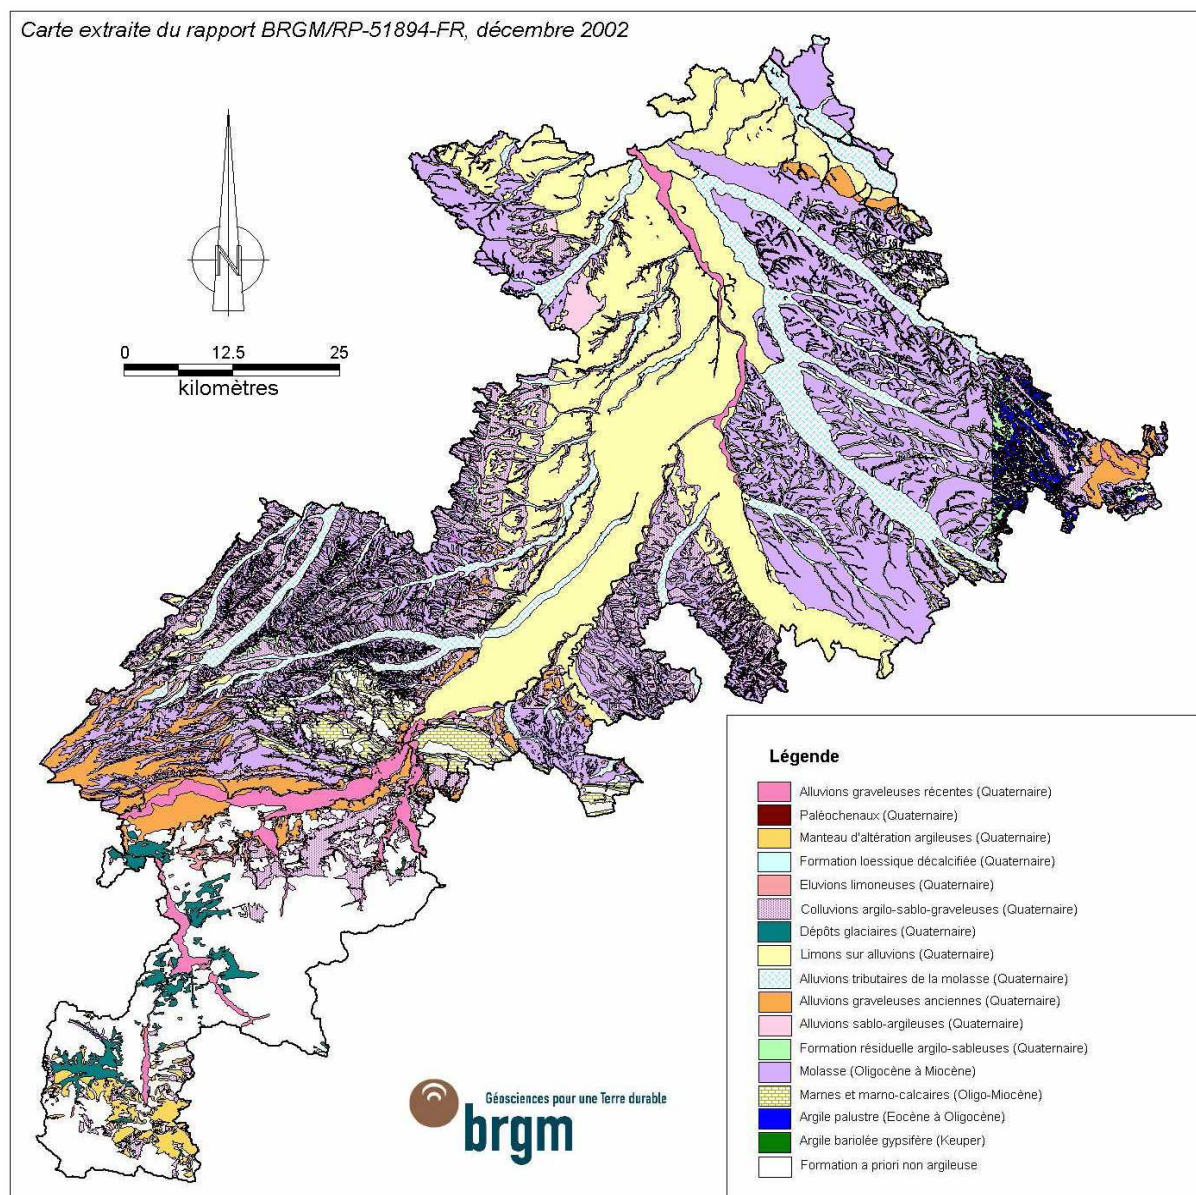 Carte extraite du rapport BRGM/RP-51894-FR, décembre 2002
N
0 12.5 25
kilomètres
Légende
Alluvions graveleuses récentes (Quaternaire)
Paléochenaux (Quaternaire)
Manteau d'altération argileuses (Quaternaire)
Formation loessique décalcifiée (Quaternaire)
Eluvions limoneuses (Quaternaire)
Colluvions argilo-sablo-graveleuses (Quaternaire)
Dépôts glaciaires (Quaternaire)
Limons sur alluvions (Quaternaire)
Alluvions tributaires de la molasse (Quaternaire)
Alluvions graveleuses anciennes (Quaternaire)
Alluvions sablo-argileuses (Quaternaire)
Formation résiduelle argilo-sableuses (Quaternaire)
Molasse (Oligocène à Miocène)
Marnes et marno-calcaires (Oligo-Miocène)
Argile palustre (Eocène à Oligocène)
Argile bariolée gypsifère (Keuper)
Formation a priori non argileuse
Géosciences pour une Terre durable
brgm